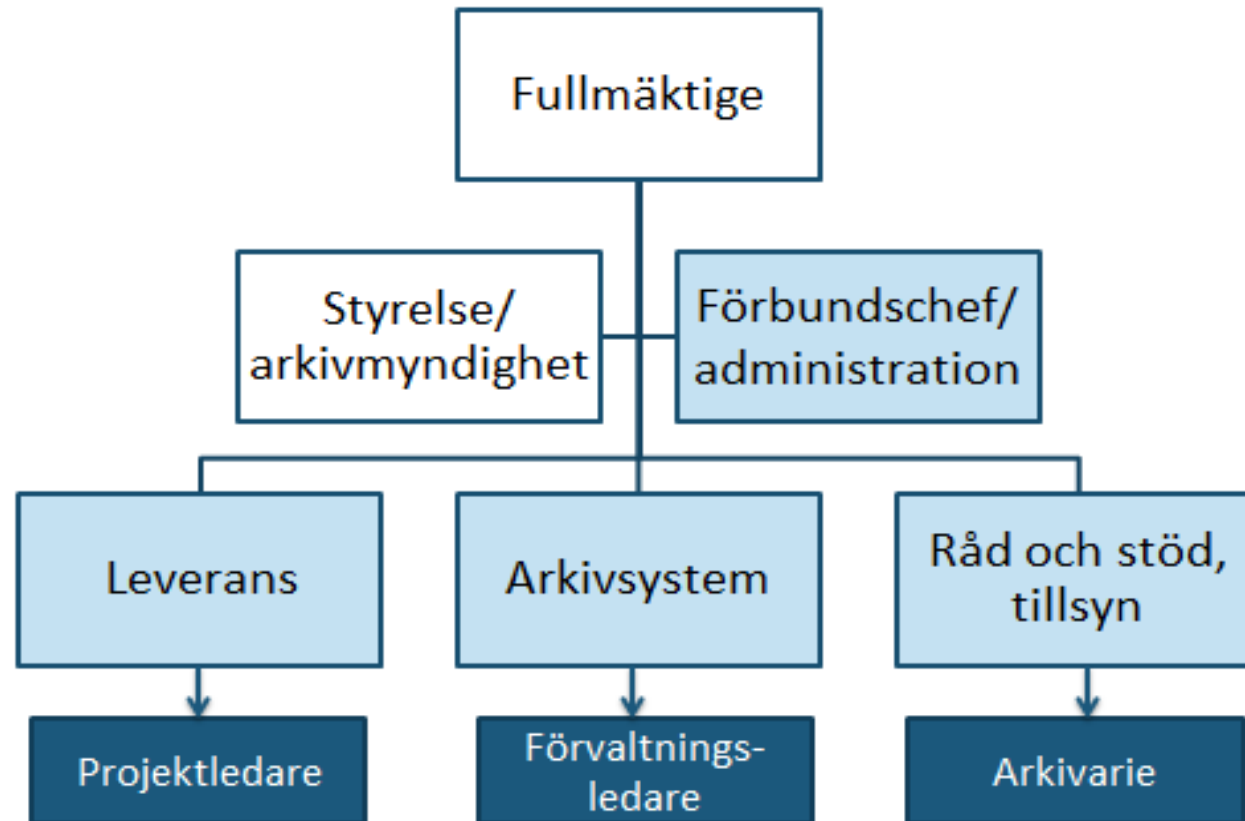 Fullmäktige
Styrelse/
arkivmyndighet
Förbundschef/
administration
Leverans
Arkivsystem
Råd och stöd,
tillsyn
Projektledare
Förvaltnings-
ledare
Arkivarie